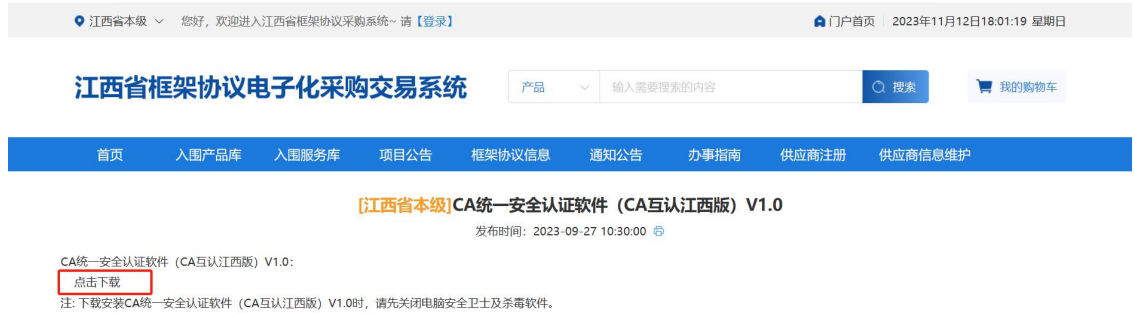 江西省本级 您好，欢迎进入江西省框架协议采购系统~ 请【登录】 门户首页 2023年11月12日18:01:19 星期日
江西省框架协议电子化采购交易系统 产品 输入需要搜索的内容 搜索 我的购物车
首页 入围产品库 入围服务库 项目公告 框架协议信息 通知公告 办事指南 供应商注册 供应商信息维护
[江西省本级]CA统一安全认证软件（CA互认江西版）V1.0
发布时间：2023-09-27 10:30:00
CA统一安全认证软件（CA互认江西版）V1.0：
点击下载
注: 下载安装CA统一安全认证软件（CA互认江西版）V1.0时，请先关闭电脑安全卫士及杀毒软件。